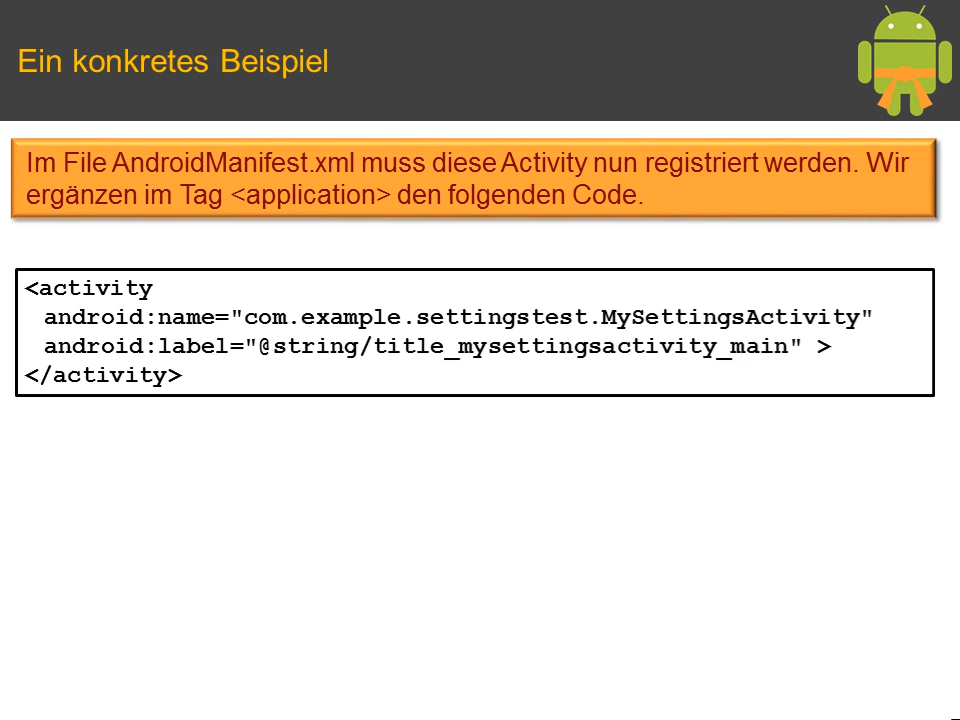 Ein konkretes Beispiel
Im File AndroidManifest.xml muss diese Activity nun registriert werden. Wir
ergänzen im Tag <application> den folgenden Code.
<activity
android:name="com.example.settingstest.MySettingsActivity"
android:label="@string/title_mysettingsactivity_main" >
</activity>